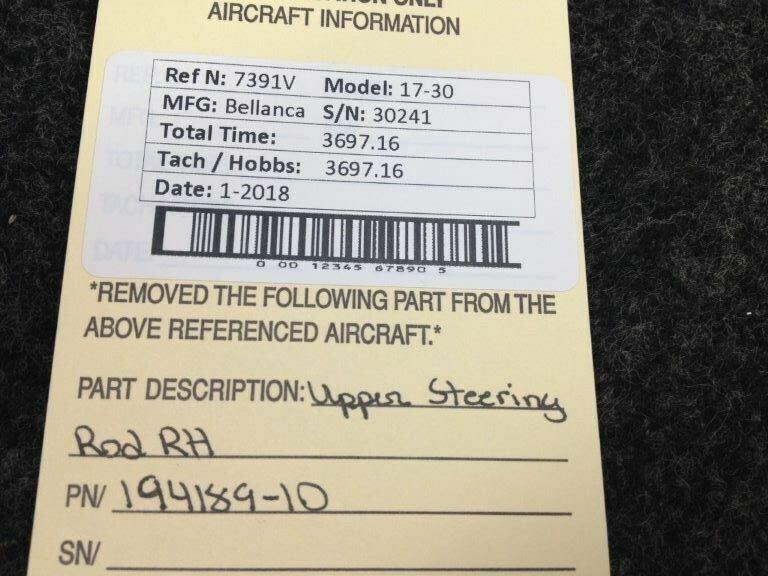 ONLY
AIRCRAFT INFORMATION
Ref N: 7391V Model: 17-30
MFG: Bellanca S/N: 30241
Total Time: 3697.16
Tach / Hobbs: 3697.16
Date: 1-2018
0 00 12345 67890 5
*REMOVED THE FOLLOWING PART FROM THE
ABOVE REFERENCED AIRCRAFT.*
PART DESCRIPTION: Upper Steering
Rod RH
PN/ 194189-10
SN/